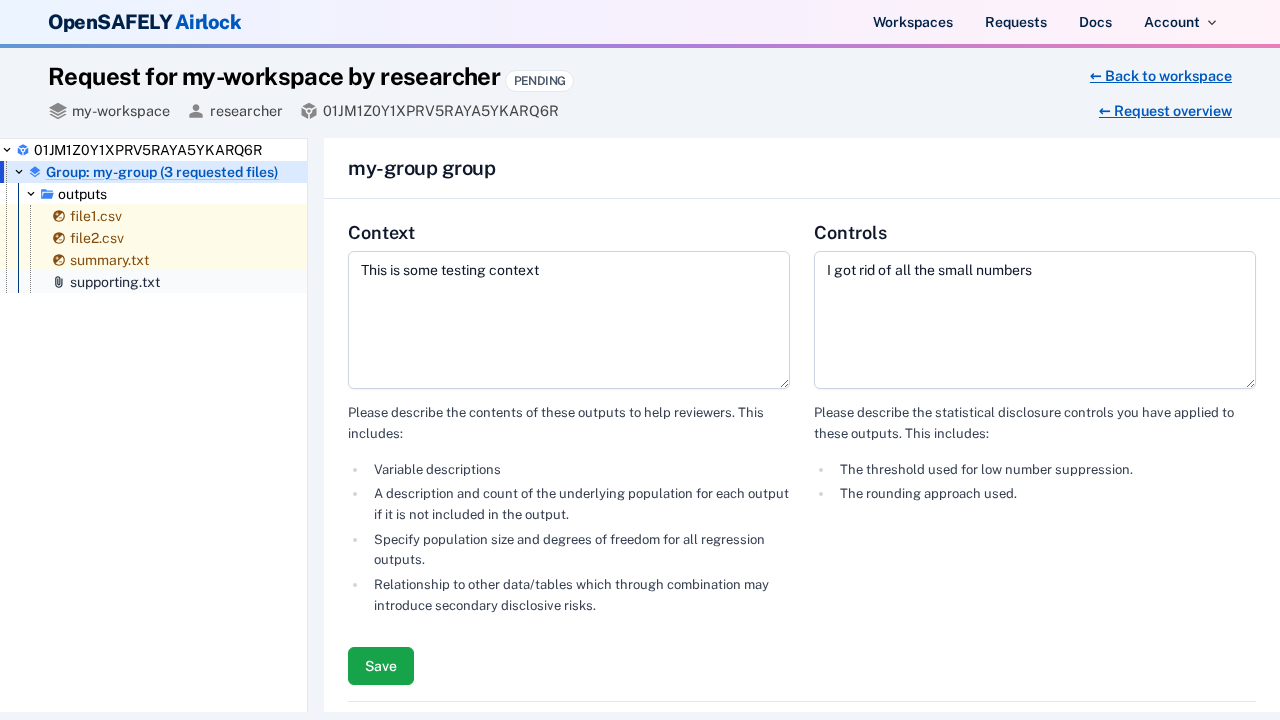 OpenSAFELY Airlock
Workspaces Requests Docs Account
Request for my-workspace by researcher PENDING
← Back to workspace
my-workspace researcher 01JM1Z0Y1XPRV5RAYA5YKARQ6R
← Request overview
01JM1Z0Y1XPRV5RAYA5YKARQ6R
Group: my-group (3 requested files)
outputs
file1.csv
file2.csv
summary.txt
supporting.txt
my-group group
Context
This is some testing context
Please describe the contents of these outputs to help reviewers. This
includes:
• Variable descriptions
• A description and count of the underlying population for each output
if it is not included in the output.
• Specify population size and degrees of freedom for all regression
outputs.
• Relationship to other data/tables which through combination may
introduce secondary disclosive risks.
Controls
I got rid of all the small numbers
Please describe the statistical disclosure controls you have applied to
these outputs. This includes:
• The threshold used for low number suppression.
• The rounding approach used.
Save